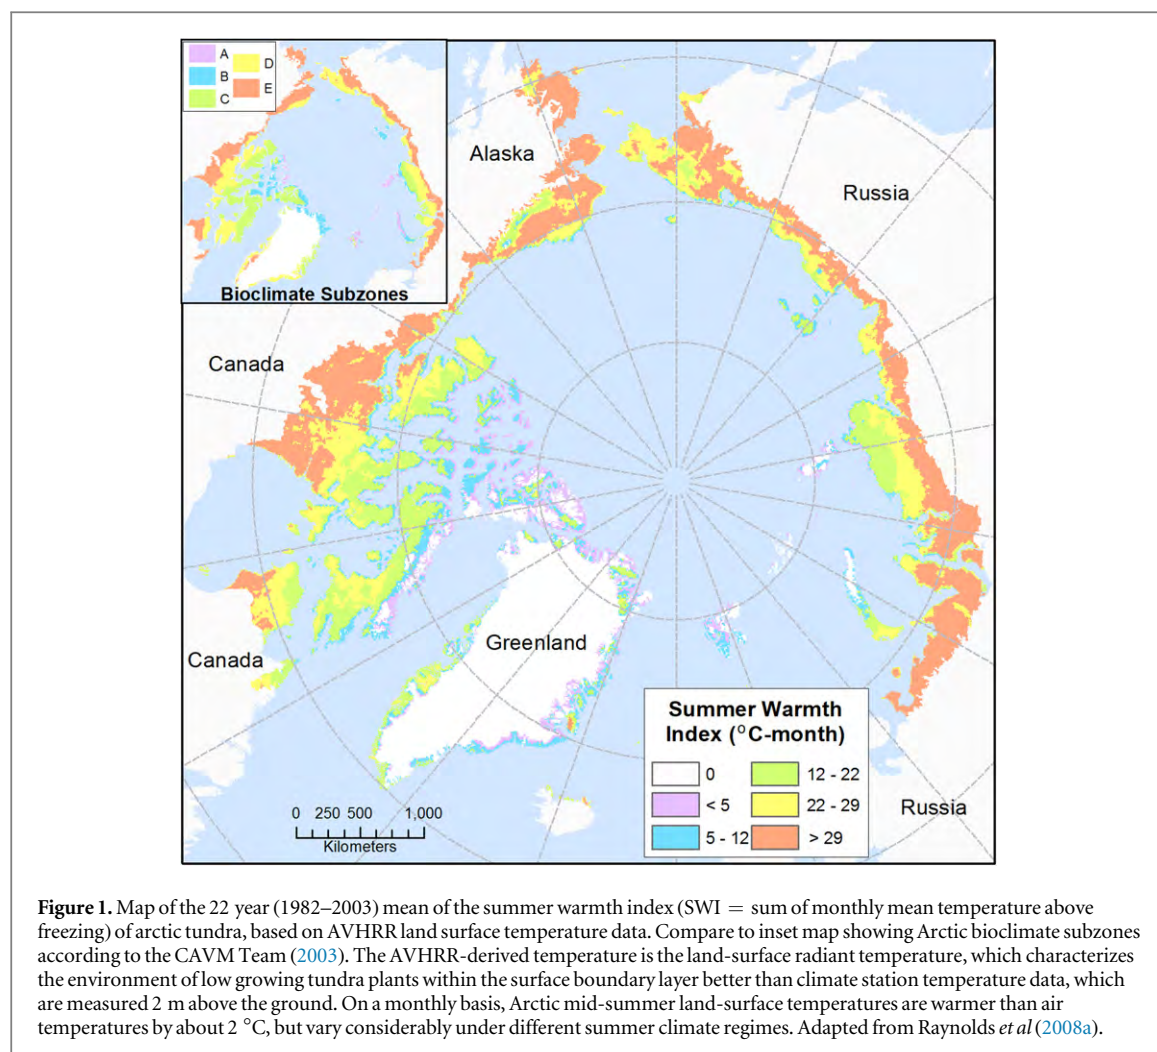 A
B
C
D
E
Bioclimate Subzones
Alaska
Russia
Canada
Canada
Greenland
Russia
Summer Warmth
Index (°C-month)
0
< 5
5 - 12
12 - 22
22 - 29
> 29
0 250 500 1,000
Kilometers
Figure 1. Map of the 22 year (1982–2003) mean of the summer warmth index (SWI = sum of monthly mean temperature above
freezing) of arctic tundra, based on AVHRR land surface temperature data. Compare to inset map showing Arctic bioclimate subzones
according to the CAVM Team (2003). The AVHRR-derived temperature is the land-surface radiant temperature, which characterizes
the environment of low growing tundra plants within the surface boundary layer better than climate station temperature data, which
are measured 2 m above the ground. On a monthly basis, Arctic mid-summer land-surface temperatures are warmer than air
temperatures by about 2 °C, but vary considerably under different summer climate regimes. Adapted from Raynolds et al (2008a).